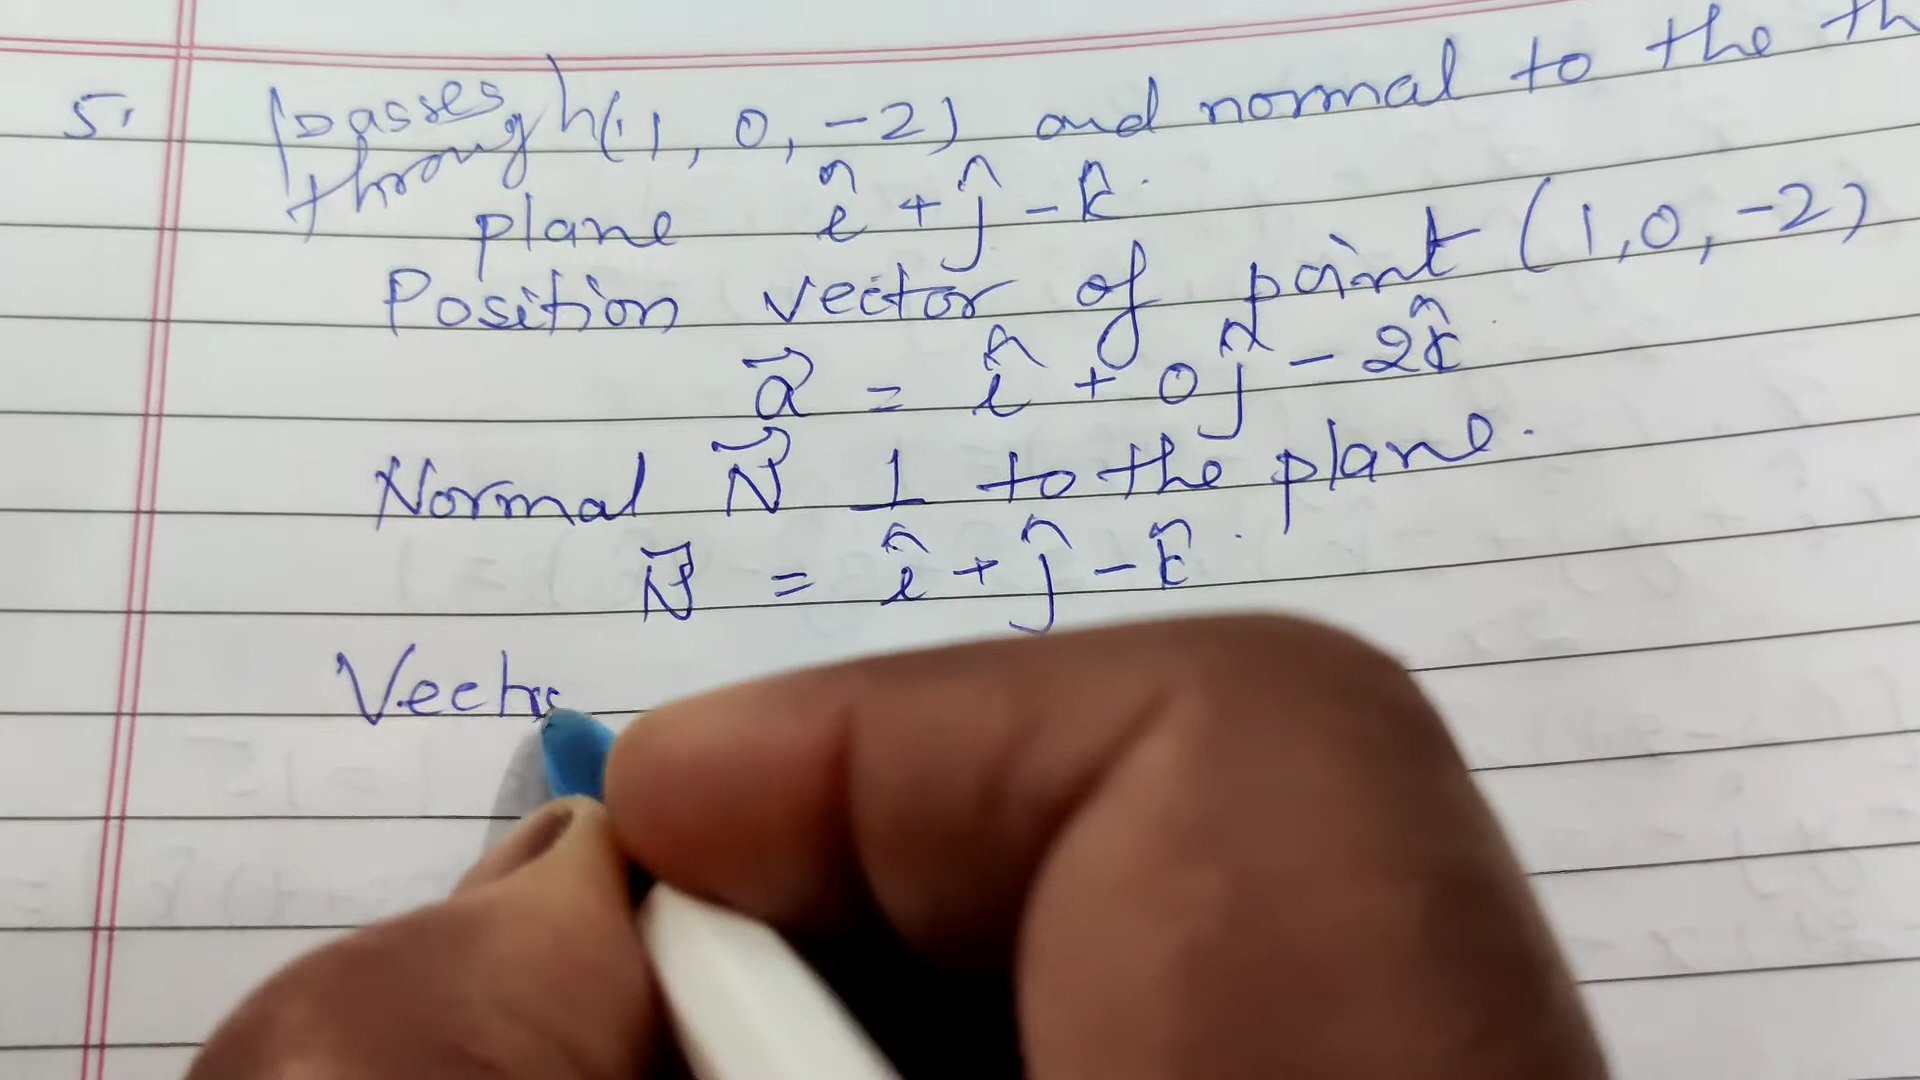 5. passes through (1, 0, -2) and normal to the
plane î + ĵ - k̂.
Position vector of point (1, 0, -2)
a⃗ = î + 0ĵ - 2k̂
Normal N⃗ ⊥ to the plane.
N⃗ = î + ĵ - k̂.